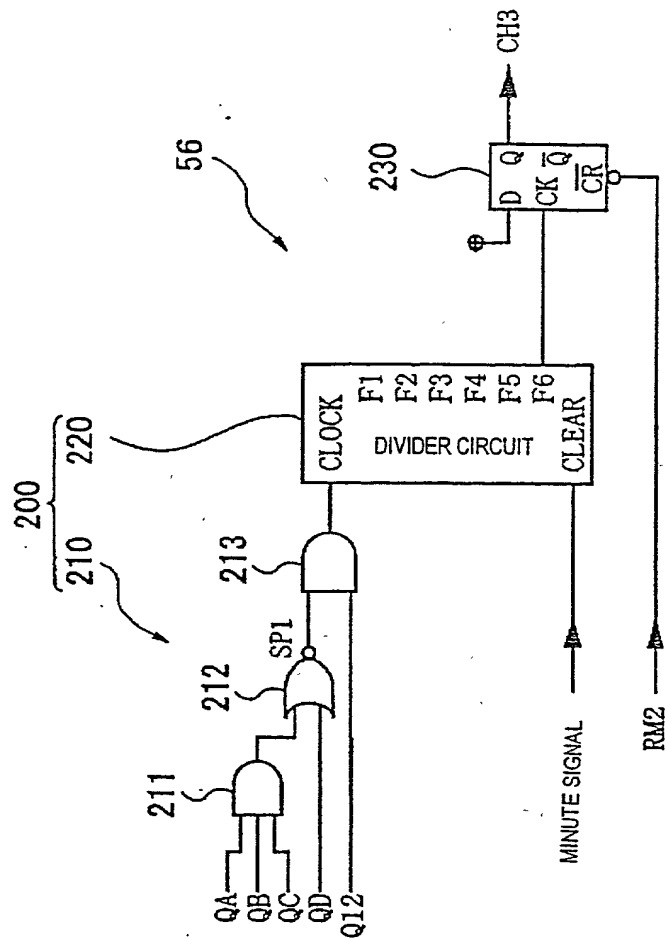 56
200
210
220
230
213
SP1
212
211
QA
QB
QC
QD
Q12
CLOCK
F1
F2
F3
F4
F5
F6
DIVIDER CIRCUIT
CLEAR
D Q
CK Q̅
C̅R̅
CH3
MINUTE SIGNAL
RM2